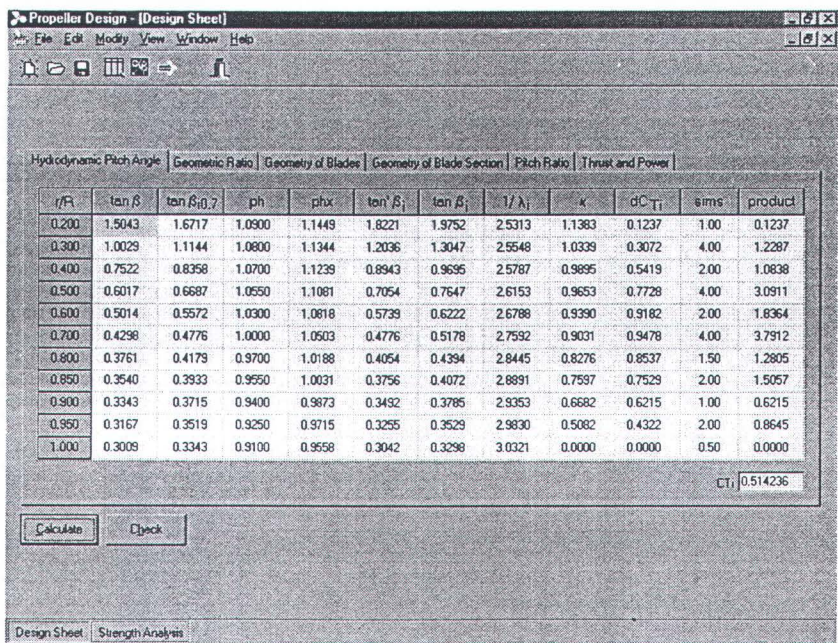 Propeller Design - [Design Sheet]
File Edit Modify View Window Help
Hydrodynamic Pitch Angle Geometric Ratio Geometry of Blades Geometry of Blade Section Pitch Ratio Thrust and Power
r/R tan β tan βi0,7 ph phx tan' βi tan βi 1/λi κ dCTi sims product
0.200 1.5043 1.6717 1.0900 1.1449 1.8221 1.9752 2.5313 1.1383 0.1237 1.00 0.1237
0.300 1.0029 1.1144 1.0800 1.1344 1.2036 1.3047 2.5548 1.0339 0.3072 4.00 1.2287
0.400 0.7522 0.8358 1.0700 1.1239 0.8943 0.9695 2.5787 0.9895 0.5419 2.00 1.0838
0.500 0.6017 0.6687 1.0550 1.1081 0.7054 0.7647 2.6153 0.9653 0.7728 4.00 3.0911
0.600 0.5014 0.5572 1.0300 1.0818 0.5739 0.6222 2.6788 0.9390 0.9182 2.00 1.8364
0.700 0.4298 0.4776 1.0000 1.0503 0.4776 0.5178 2.7592 0.9031 0.9478 4.00 3.7912
0.800 0.3761 0.4179 0.9700 1.0188 0.4054 0.4394 2.8445 0.8276 0.8537 1.50 1.2805
0.850 0.3540 0.3933 0.9550 1.0031 0.3756 0.4072 2.8891 0.7597 0.7529 2.00 1.5057
0.900 0.3343 0.3715 0.9400 0.9873 0.3492 0.3785 2.9353 0.6682 0.6215 1.00 0.6215
0.950 0.3167 0.3519 0.9250 0.9715 0.3255 0.3529 2.9830 0.5082 0.4322 2.00 0.8645
1.000 0.3009 0.3343 0.9100 0.9558 0.3042 0.3298 3.0321 0.0000 0.0000 0.50 0.0000
CTi 0.514236
Calculate Check
Design Sheet Strength Analysis